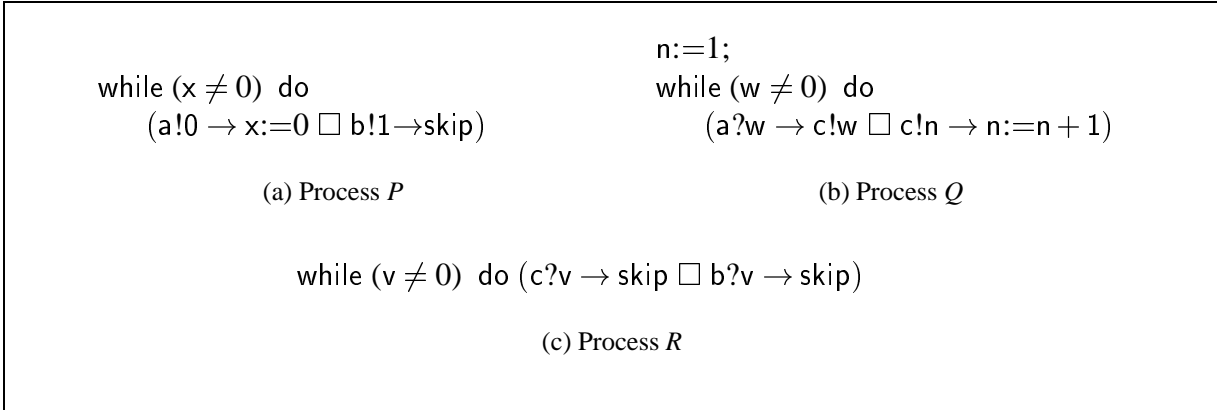 while (x ≠ 0) do
(a!0 → x:=0 □ b!1→skip)
(a) Process P
n:=1;
while (w ≠ 0) do
(a?w → c!w □ c!n → n:=n + 1)
(b) Process Q
while (v ≠ 0) do (c?v → skip □ b?v → skip)
(c) Process R